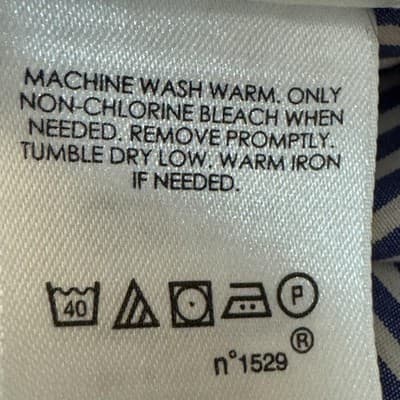 MACHINE WASH WARM. ONLY
NON-CHLORINE BLEACH WHEN
NEEDED. REMOVE PROMPTLY.
TUMBLE DRY LOW. WARM IRON
IF NEEDED.
40 P
n°1529 ®